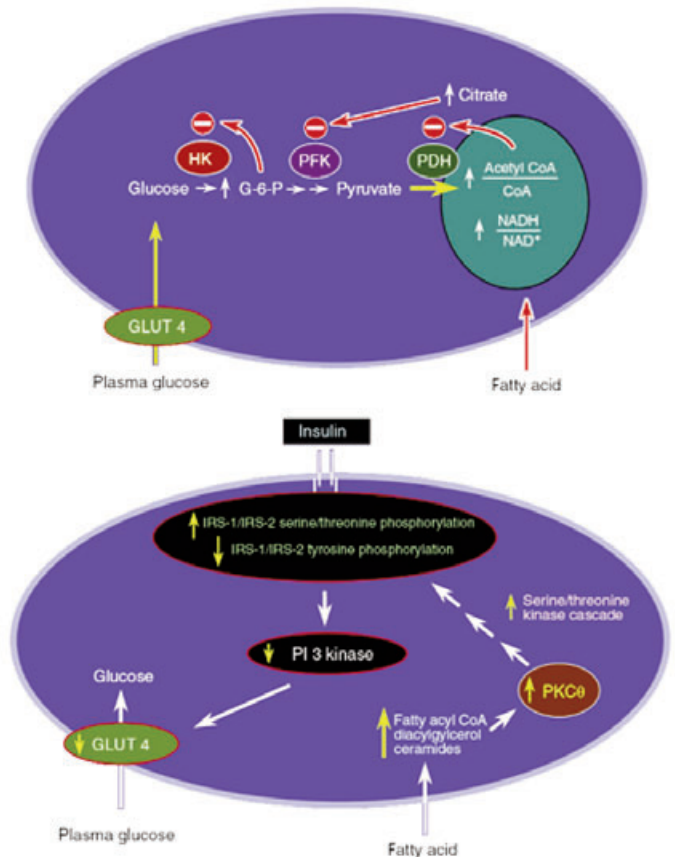 Citrate
HK
PFK
PDH
Glucose
G-6-P
Pyruvate
Acetyl CoA
CoA
NADH
NAD+
GLUT 4
Plasma glucose
Fatty acid
Insulin
IRS-1/IRS-2 serine/threonine phosphorylation
IRS-1/IRS-2 tyrosine phosphorylation
Serine/threonine
kinase cascade
PI 3 kinase
Glucose
PKCθ
Fatty acyl CoA
diacylgylcerol
ceramides
GLUT 4
Plasma glucose
Fatty acid